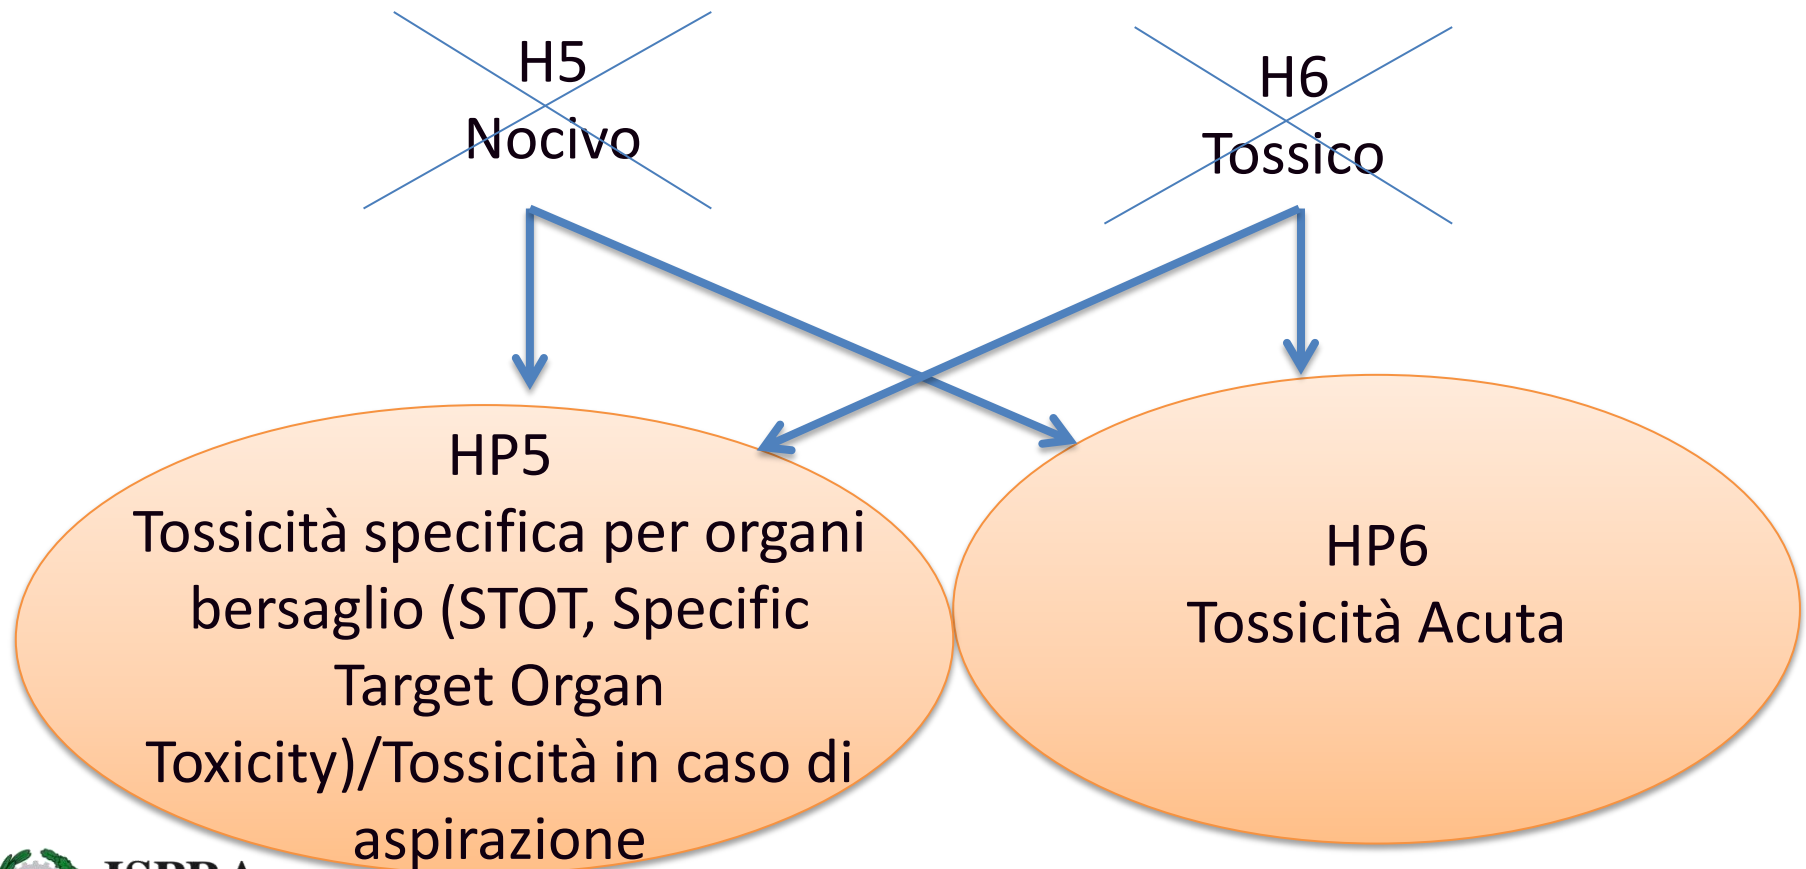 H5
Nocivo
H6
Tossico
HP5
Tossicità specifica per organi
bersaglio (STOT, Specific
Target Organ
Toxicity)/Tossicità in caso di
aspirazione
HP6
Tossicità Acuta
ISPRA